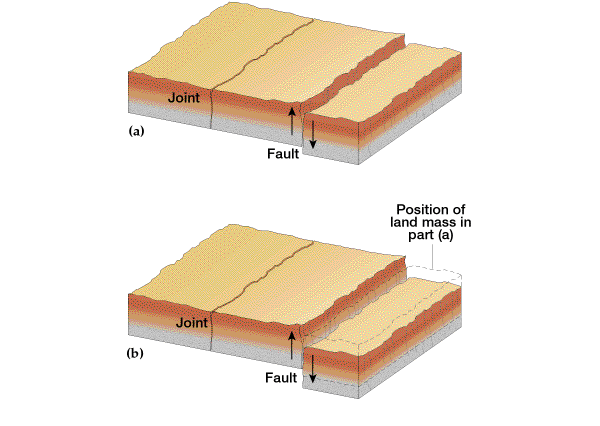 Joint
(a)
Fault
Position of
land mass in
part (a)
Joint
(b)
Fault